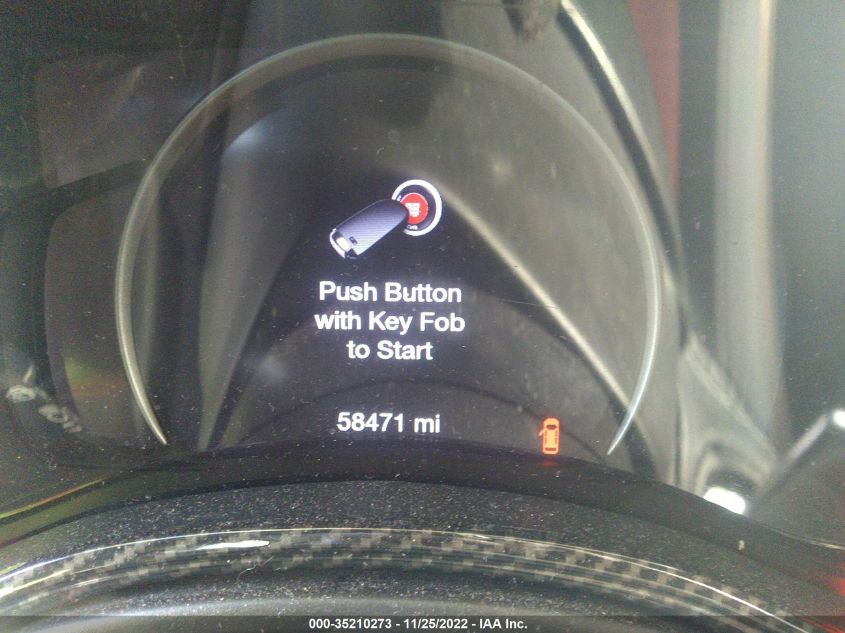 Push Button
with Key Fob
to Start
58471 mi
000-35210273 - 11/25/2022 - IAA Inc.